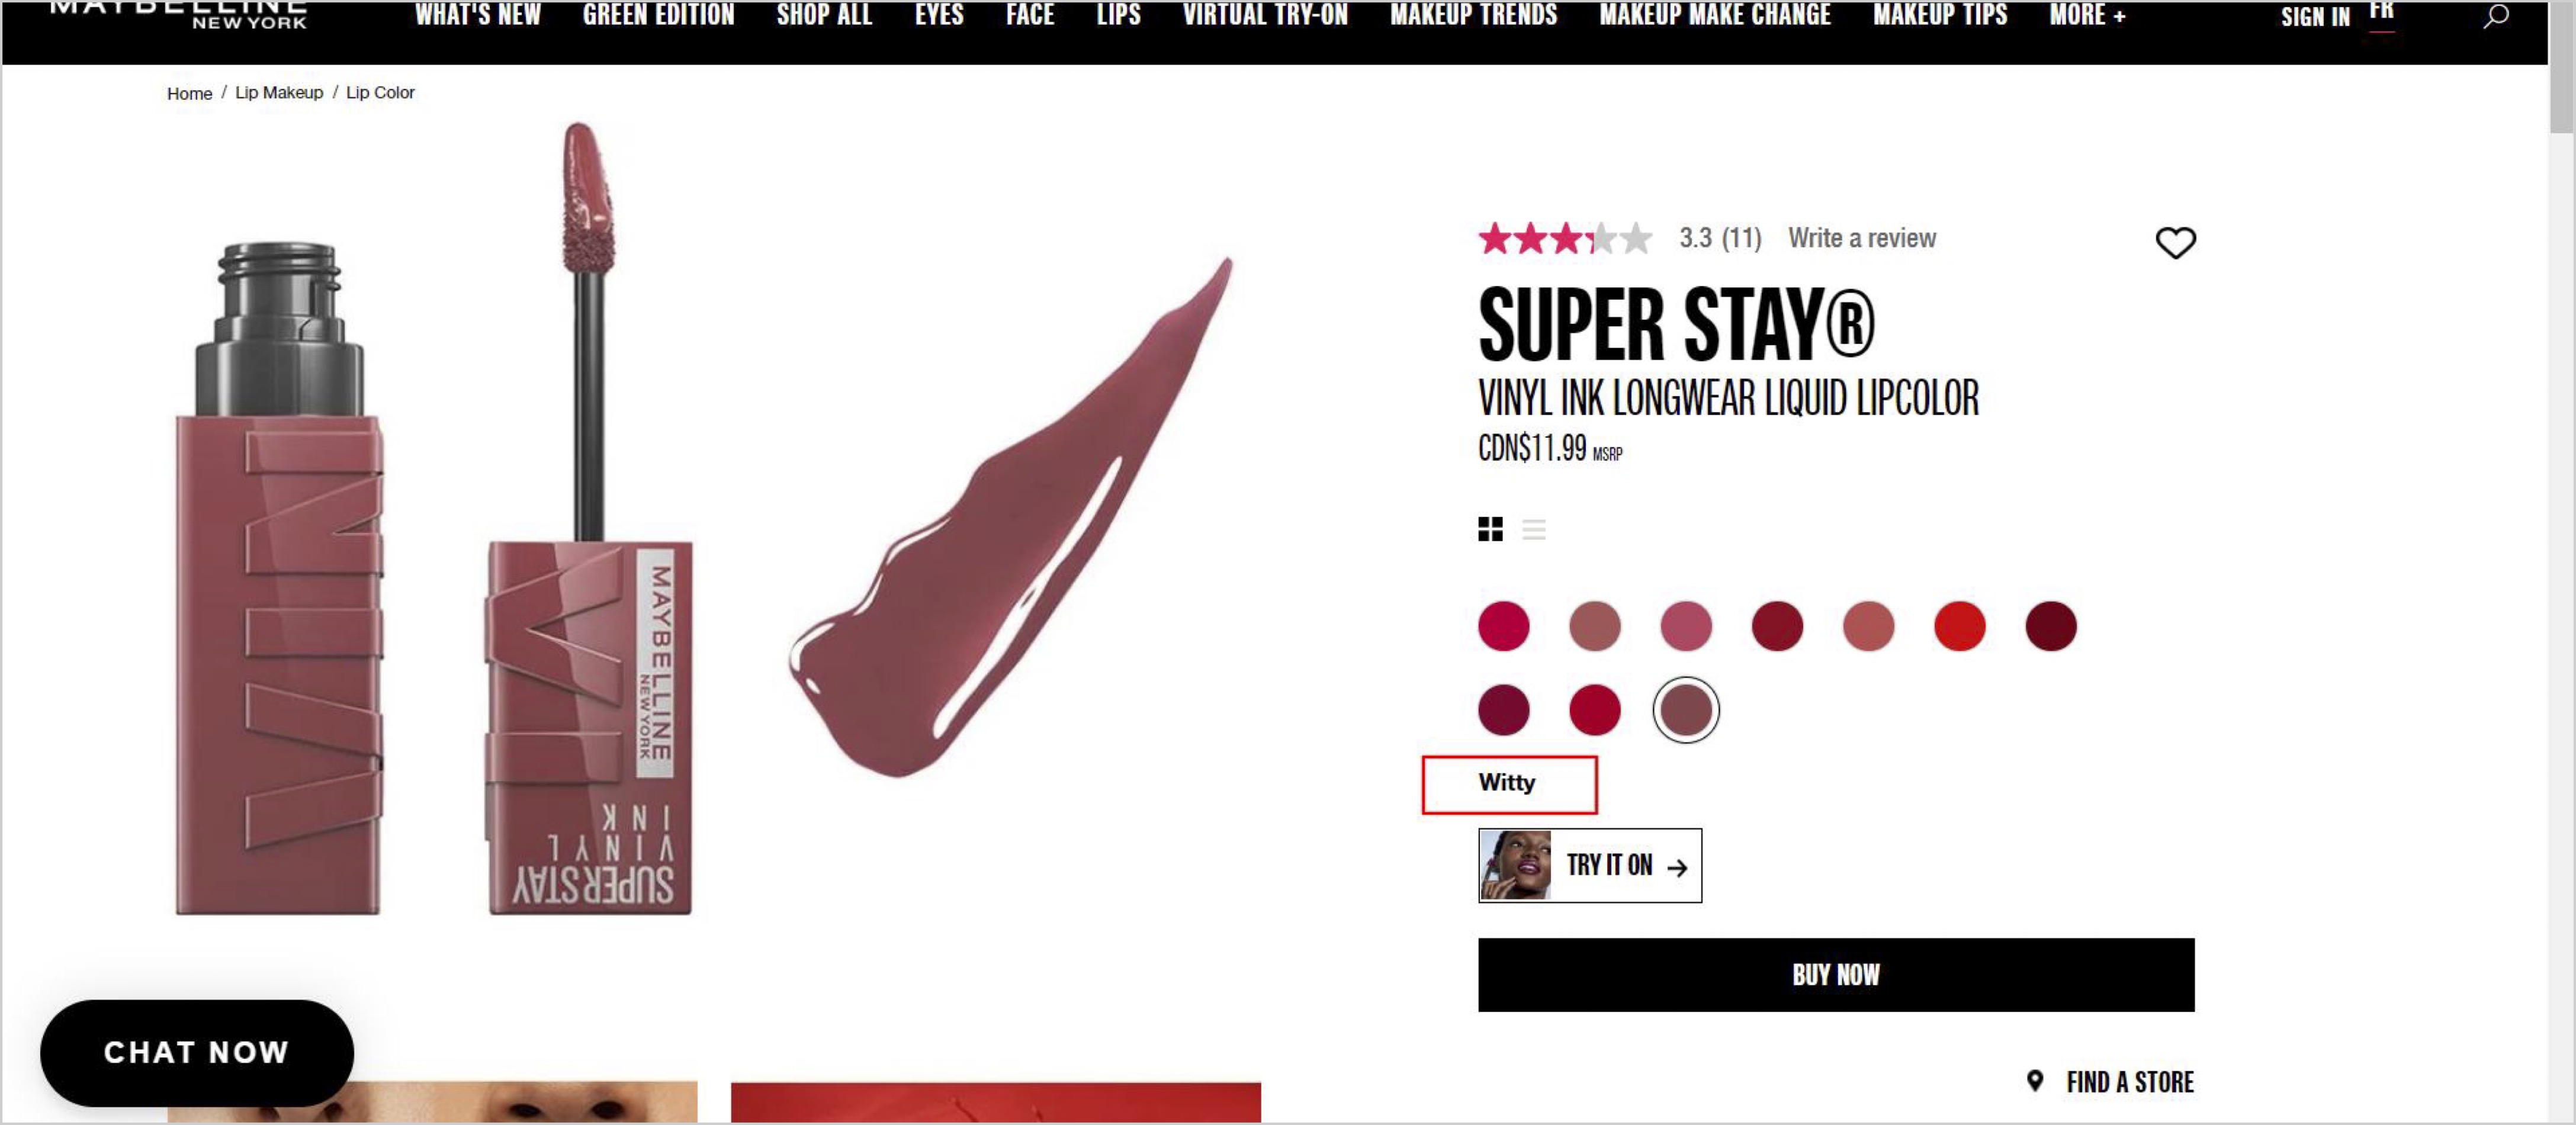 MAYBELLINE
NEW YORK
WHAT'S NEW GREEN EDITION SHOP ALL EYES FACE LIPS VIRTUAL TRY-ON MAKEUP TRENDS MAKEUP MAKE CHANGE MAKEUP TIPS MORE + SIGN IN FR
Home / Lip Makeup / Lip Color
VINYL
MAYBELLINE
NEW YORK
SUPERSTAY
VINYL
INK
3.3 (11) Write a review
SUPER STAY®
VINYL INK LONGWEAR LIQUID LIPCOLOR
CDN$11.99 MSRP
Witty
TRY IT ON →
BUY NOW
CHAT NOW
FIND A STORE